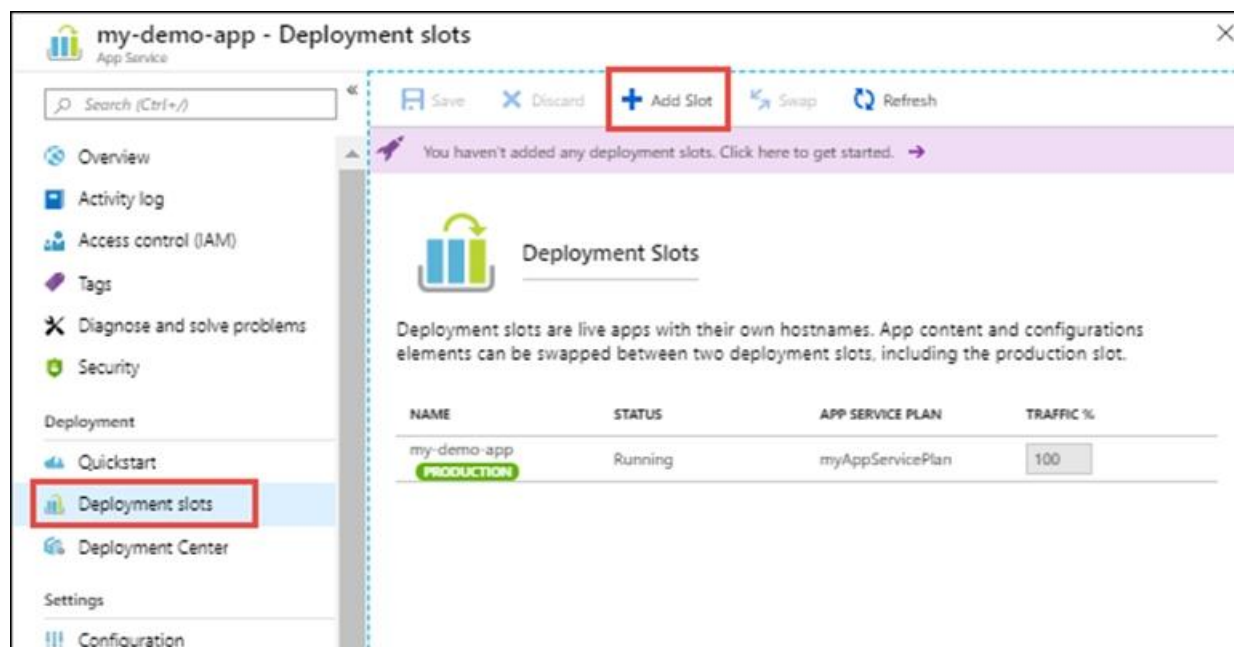 my-demo-app - Deployment slots
App Service
Search (Ctrl+/)
«
Overview
Activity log
Access control (IAM)
Tags
Diagnose and solve problems
Security
Deployment
Quickstart
Deployment slots
Deployment Center
Settings
Configuration
Save Discard Add Slot Swap Refresh
You haven't added any deployment slots. Click here to get started. →
Deployment Slots
Deployment slots are live apps with their own hostnames. App content and configurations
elements can be swapped between two deployment slots, including the production slot.
NAME STATUS APP SERVICE PLAN TRAFFIC %
my-demo-app Running myAppServicePlan 100
PRODUCTION